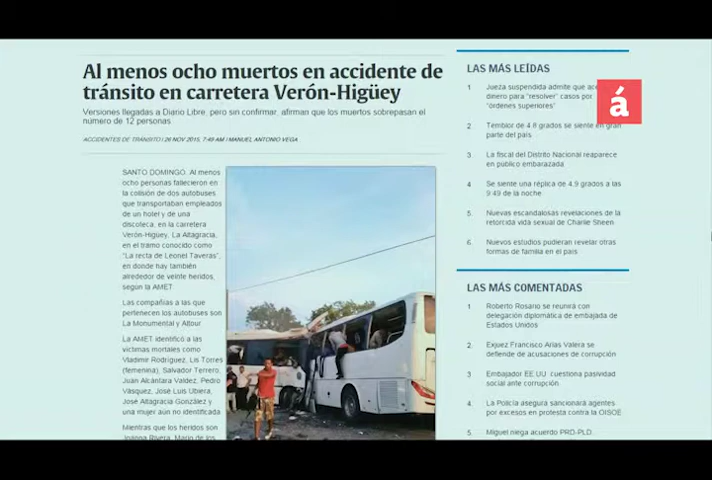 Al menos ocho muertos en accidente de
tránsito en carretera Verón-Higüey
Versiones llegadas a Diario Libre, pero sin confirmar, afirman que los muertos sobrepasan el
número de 12 personas
ACCIDENTES DE TRÁNSITO / 26 NOV 2015, 7:49 AM / MANUEL ANTONIO VEGA
SANTO DOMINGO. Al menos
ocho personas fallecieron en
la colisión de dos autobuses
que transportaban empleados
de un hotel y de una
discoteca, en la carretera
Verón-Higüey, La Altagracia,
en el tramo conocido como
"La recta de Leonel Taveras",
en donde hay también
alrededor de veinte heridos,
según la AMET
Las compañías a las que
pertenecen los autobuses son
La Monumental y Altour
La AMET identificó a las
víctimas mortales como
Vladimir Rodríguez, Lis Torres
(femenina), Salvador Terrero,
Juan Alcántara Valdez, Pedro
Vásquez, José Luis Ubiera,
José Altagracia González y
una mujer aún no identificada
Mientras que los heridos son
Joanna Rivera, Mario de los
LAS MÁS LEÍDAS
1 Jueza suspendida admite que
dinero para "resolver" casos por
"órdenes superiores"
á
2. Temblor de 4.8 grados se siente en gran
parte del país
3. La fiscal del Distrito Nacional reaparece
en público embarazada
4 Se siente una réplica de 4.9 grados a las
9:49 de la noche
5. Nuevas escandalosas revelaciones de la
retorcida vida sexual de Charlie Sheen
6. Nuevos estudios pudieran revelar otras
formas de familia en el país
LAS MÁS COMENTADAS
1 Roberto Rosario se reunirá con
delegación diplomática de embajada de
Estados Unidos
2. Exjuez Francisco Arias Valera se
defiende de acusaciones de corrupción
3 Embajador EE UU cuestiona pasividad
social ante corrupción
4. La Policía asegura sancionará agentes
por excesos en protesta contra la OISOE
5 Miguel niega acuerdo PRD-PLD